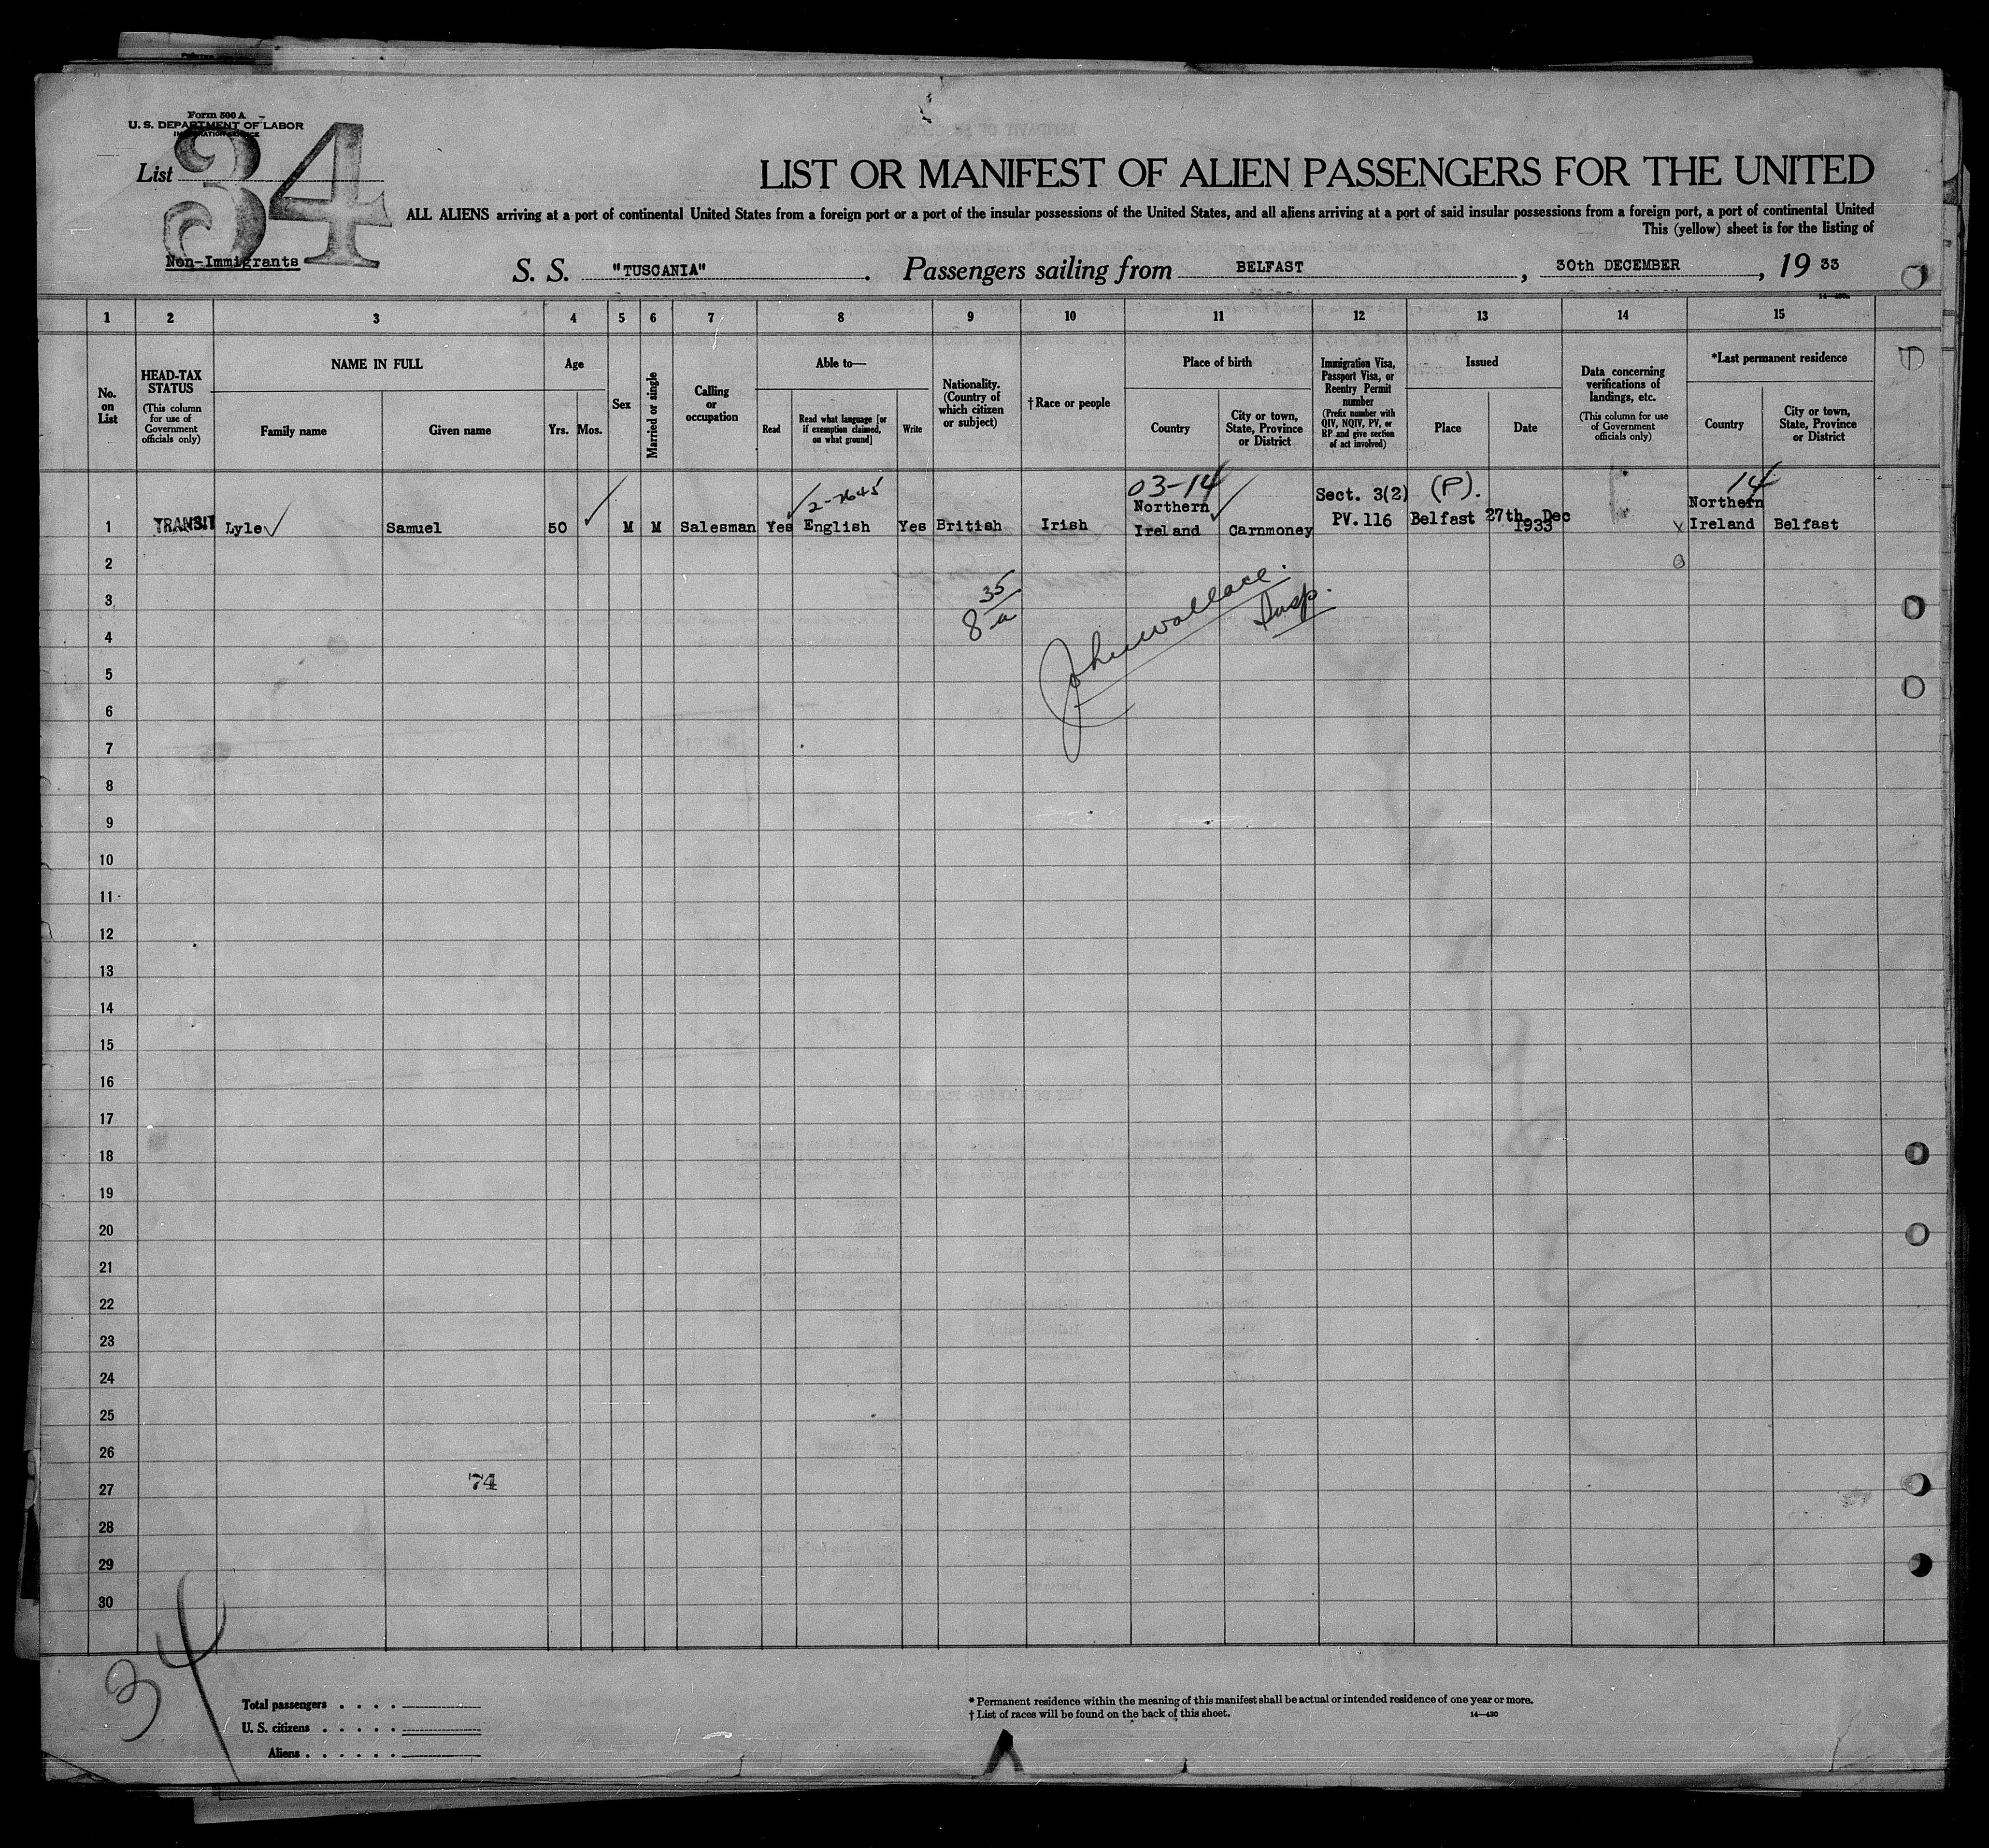 Form 500 A
U. S. DEPARTMENT OF LABOR
IMMIGRATION SERVICE
List
34
Non-Immigrants
LIST OR MANIFEST OF ALIEN PASSENGERS FOR THE UNITED
ALL ALIENS arriving at a port of continental United States from a foreign port or a port of the insular possessions of the United States, and all aliens arriving at a port of said insular possessions from a foreign port, a port of continental United
This (yellow) sheet is for the listing of
S. S. "TUSCANIA". Passengers sailing from BELFAST, 30th DECEMBER, 19 33
1 2 3 4 5 6 7 8 9 10 11 12 13 14 15
No. on List
HEAD-TAX STATUS
(This column for use of Government officials only)
NAME IN FULL
Family name
Given name
Age
Yrs. Mos.
Sex
Married or single
Calling or occupation
Able to—
Read
Read what language [or if exemption claimed, on what ground]
Write
Nationality. (Country of which citizen or subject)
†Race or people
Place of birth
Country
City or town, State, Province or District
Immigration Visa, Passport Visa, or Reentry Permit number
(Prefix number with QIV, NQIV, PV, or RP and give section of act involved)
Issued
Place
Date
Data concerning verifications of landings, etc.
(This column for use of Government officials only)
*Last permanent residence
Country
City or town, State, Province or District
03-14 Sect. 3(2) (P). 14
1 TRANSIT Lyle Samuel 50 M M Salesman Yes English Yes British Irish Northern Ireland Carnmoney PV.116 Belfast 27th Dec 1933 Northern Ireland Belfast
2
3
4
5
6
7
8
9
10
11
12
13
14
15
16
17
18
19
20
21
22
23
24
25
26
27
28
29
30
John Wallace.
Insp.
74
34
Total passengers
U. S. citizens
Aliens
* Permanent residence within the meaning of this manifest shall be actual or intended residence of one year or more.
† List of races will be found on the back of this sheet.
14—430